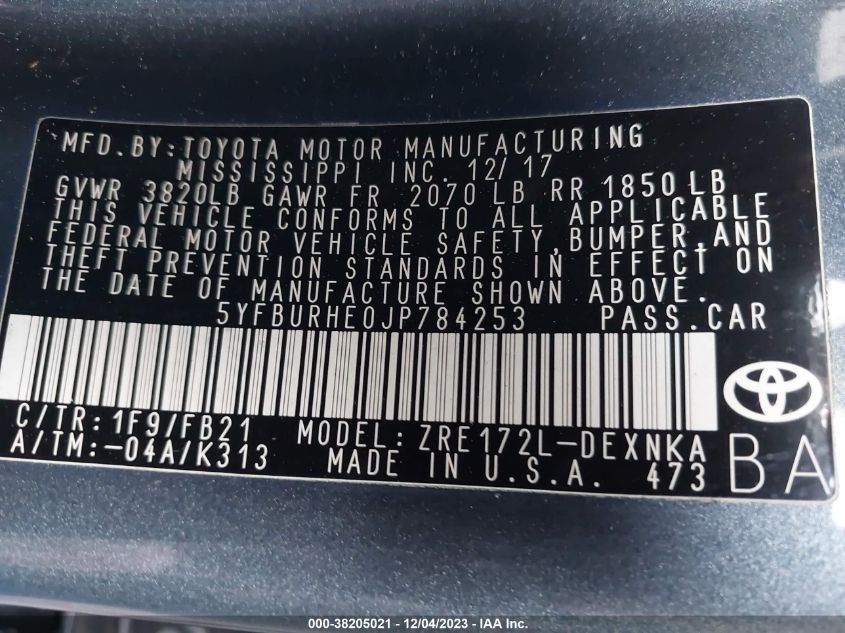 MFD. BY: TOYOTA MOTOR MANUFACTURING
MISSISSIPPI INC. 12/17
GVWR 3820LB GAWR FR 2070 LB RR 1850 LB
THIS VEHICLE CONFORMS TO ALL APPLICABLE
FEDERAL MOTOR VEHICLE SAFETY, BUMPER, AND
THEFT PREVENTION STANDARDS IN EFFECT ON
THE DATE OF MANUFACTURE SHOWN ABOVE.
5YFBURHE0JP784253 PASS. CAR
C/TR: 1F9/FB21 MODEL: ZRE172L-DEXNKA
A/TM: -04A/K313 MADE IN U.S.A. 473 BA
000-38205021 - 12/04/2023 - IAA Inc.